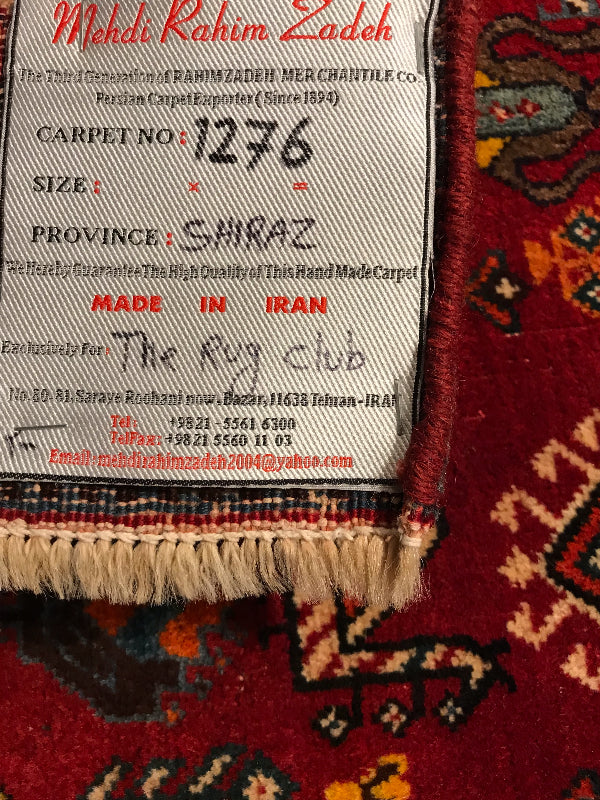 Mehdi Rahim Zadeh
The Third Generation of RAHIMZADEH MERCHANTILE Co.
Persian Carpet Exporter ( Since 1894)
CARPET NO : 1276
SIZE : × =
PROVINCE : SHIRAZ
We Hereby Guarantee The High Quality of This Hand Made Carpet
MADE IN IRAN
Exclusively For : The Rug Club
No. 80-81, Saraye Roohani now, Bazar, 11638 Tehran-IRAN
Tel: +9821 - 5561 6300
TelFax: +9821 5560 11 03
Email: mehdirahimzadeh2004@yahoo.com